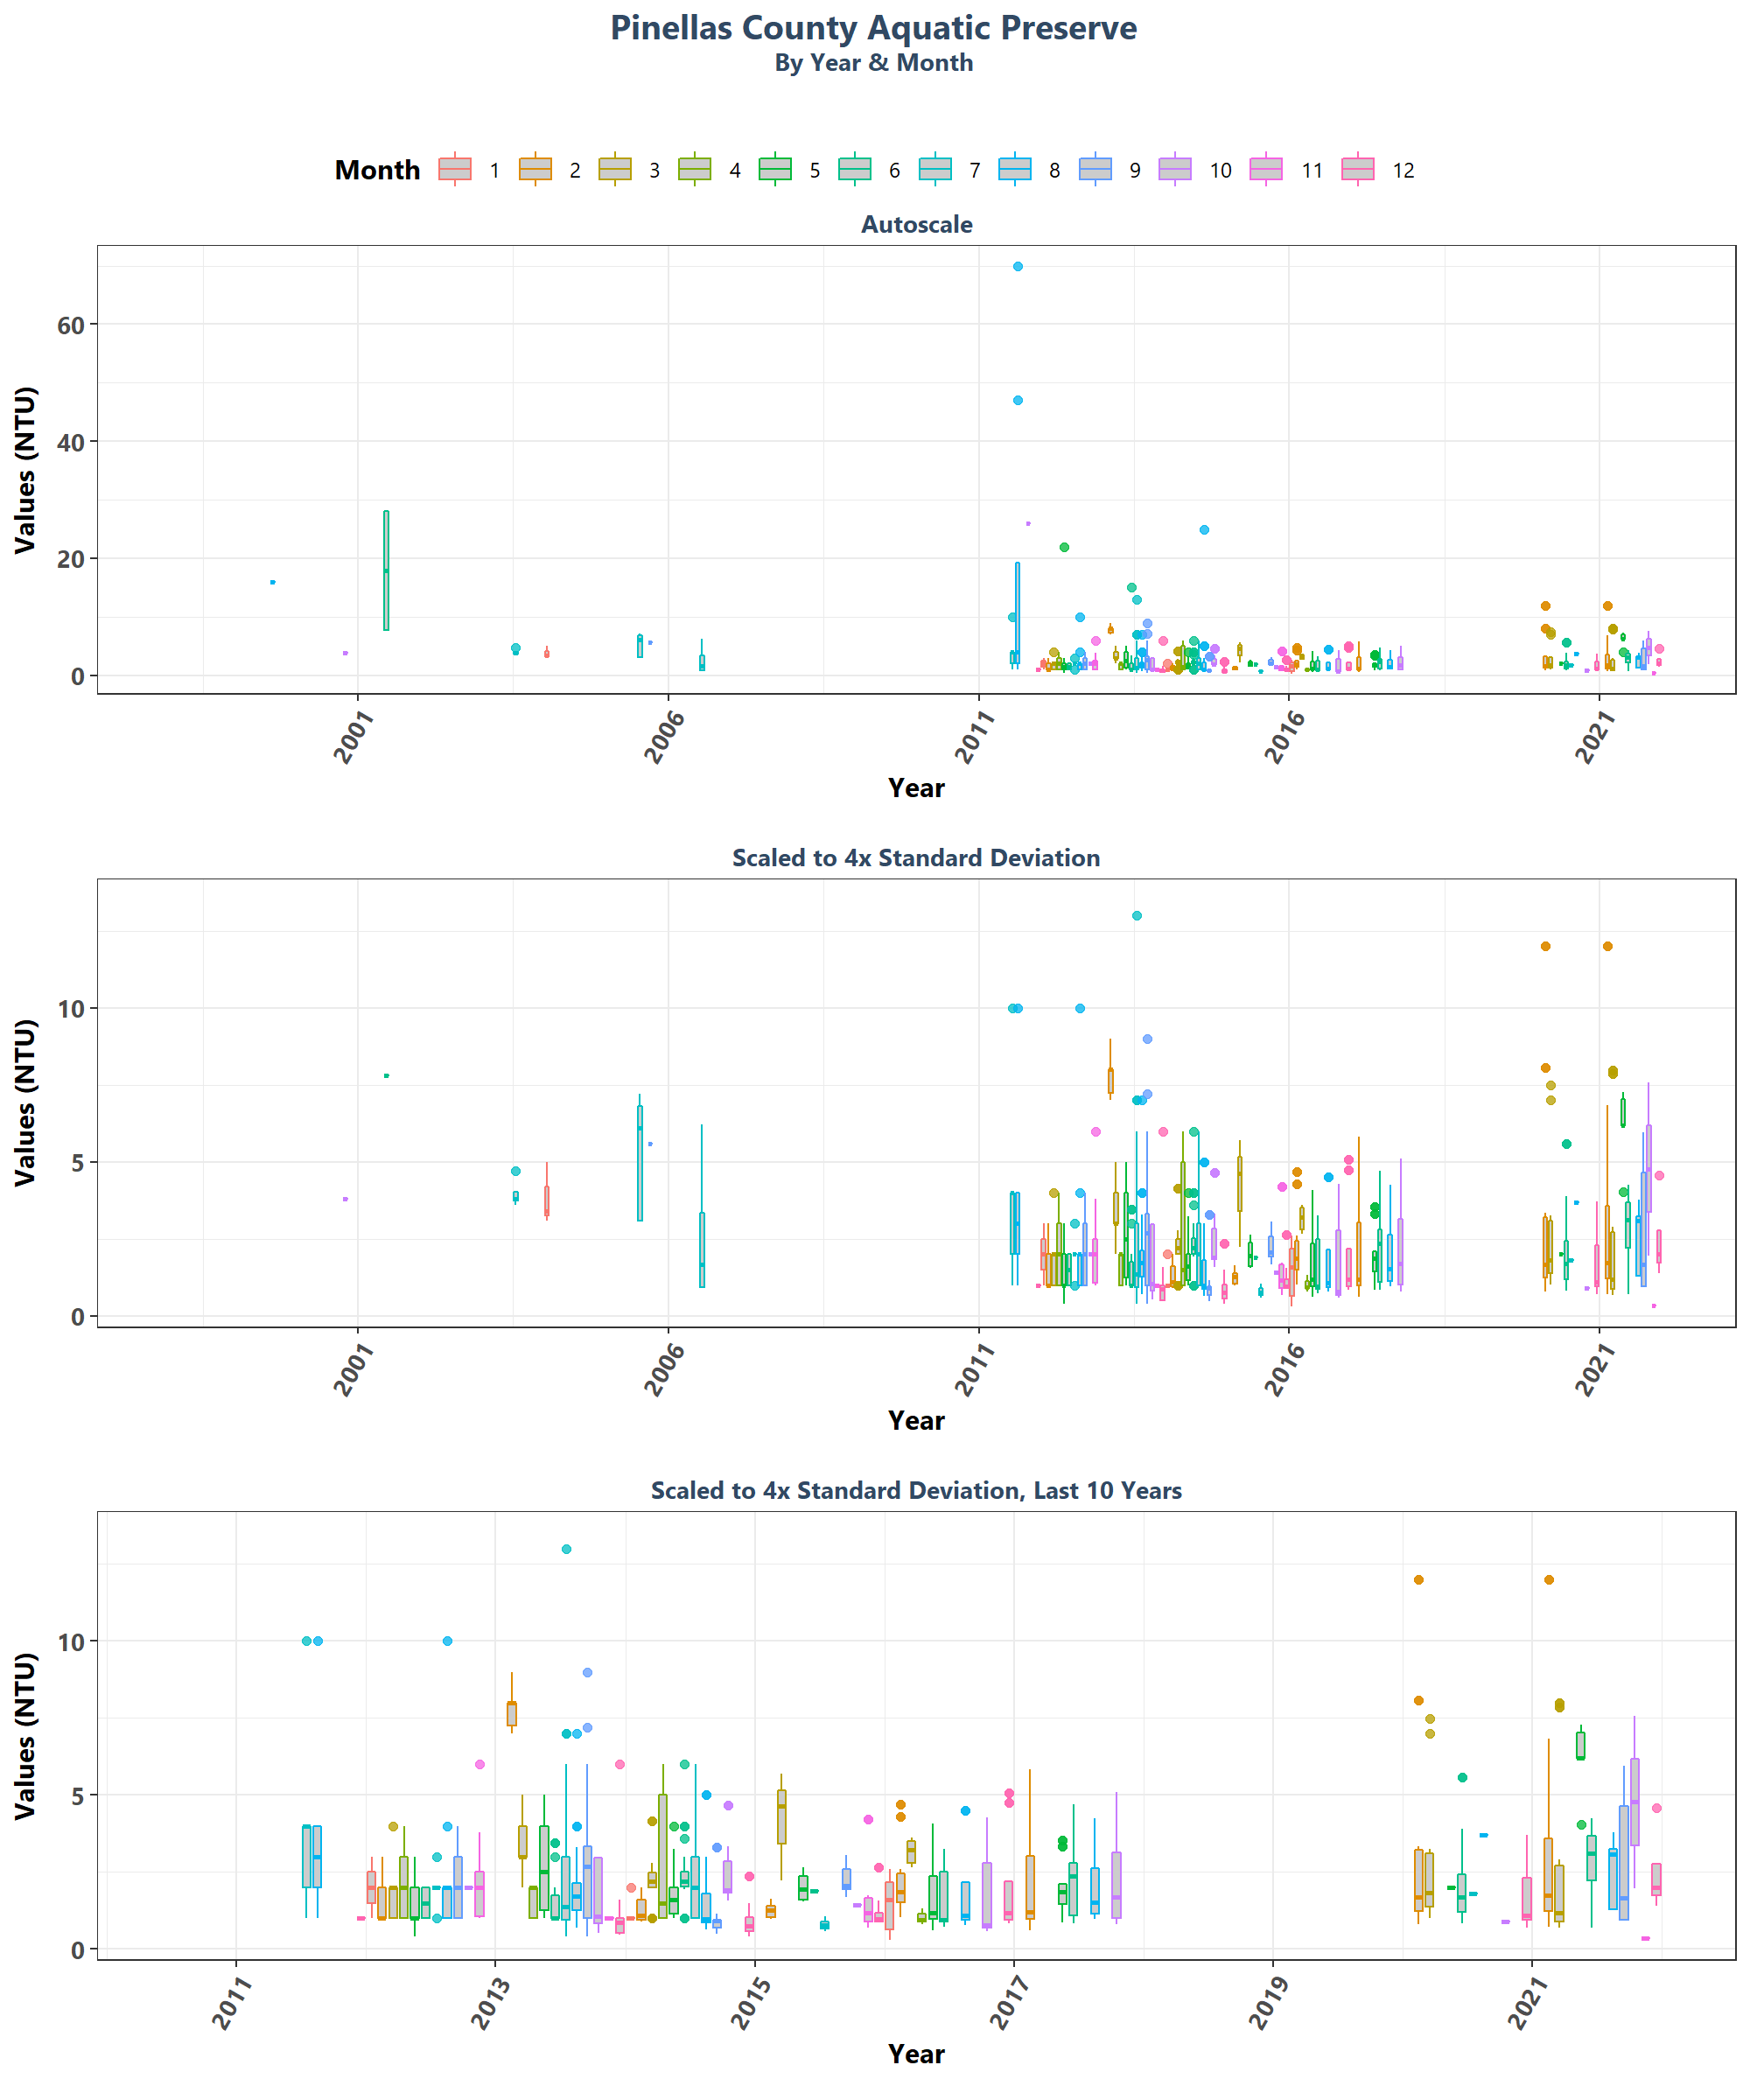 Pinellas County Aquatic Preserve
By Year & Month
Month 1 2 3 4 5 6 7 8 9 10 11 12
Autoscale
Values (NTU)
60
40
20
0
2001 2006 2011 2016 2021
Year
Scaled to 4x Standard Deviation
Values (NTU)
10
5
0
2001 2006 2011 2016 2021
Year
Scaled to 4x Standard Deviation, Last 10 Years
Values (NTU)
10
5
0
2011 2013 2015 2017 2019 2021
Year